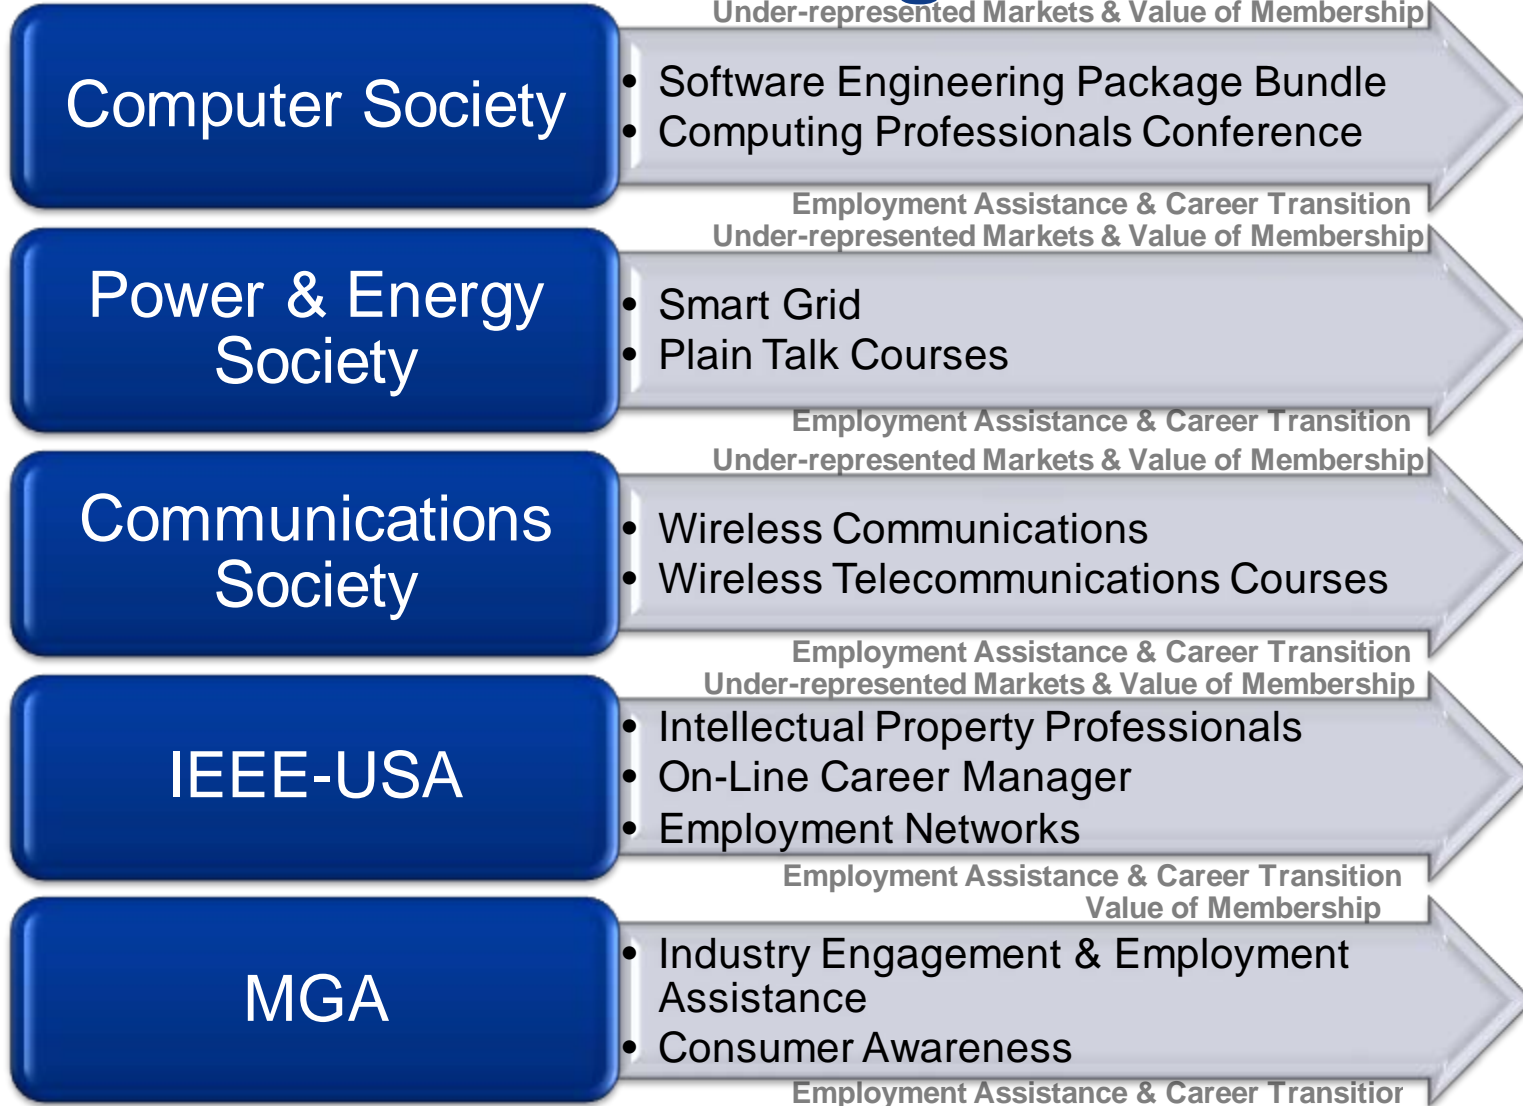 Under-represented Markets & Value of Membership
Computer Society
• Software Engineering Package Bundle
• Computing Professionals Conference
Employment Assistance & Career Transition
Under-represented Markets & Value of Membership
Power & Energy
Society
• Smart Grid
• Plain Talk Courses
Employment Assistance & Career Transition
Under-represented Markets & Value of Membership
Communications
Society
• Wireless Communications
• Wireless Telecommunications Courses
Employment Assistance & Career Transition
Under-represented Markets & Value of Membership
IEEE-USA
• Intellectual Property Professionals
• On-Line Career Manager
• Employment Networks
Employment Assistance & Career Transition
Value of Membership
MGA
• Industry Engagement & Employment
Assistance
• Consumer Awareness
Employment Assistance & Career Transition